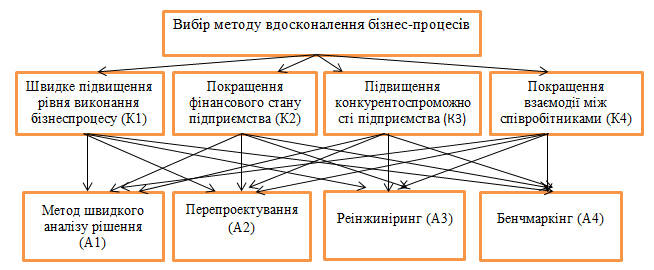 Вибір методу вдосконалення бізнес-процесів
Швидке підвищення
рівня виконання
бізнеспроцесу (К1)
Покращення
фінансового стану
підприємства (К2)
Підвищення
конкурентоспроможно
сті підприємства (К3)
Покращення
взаємодії між
співробітниками (К4)
Метод швидкого
аналізу рішення
(А1)
Перепроектування
(А2)
Реінжиніринг (А3)
Бенчмаркінг (А4)